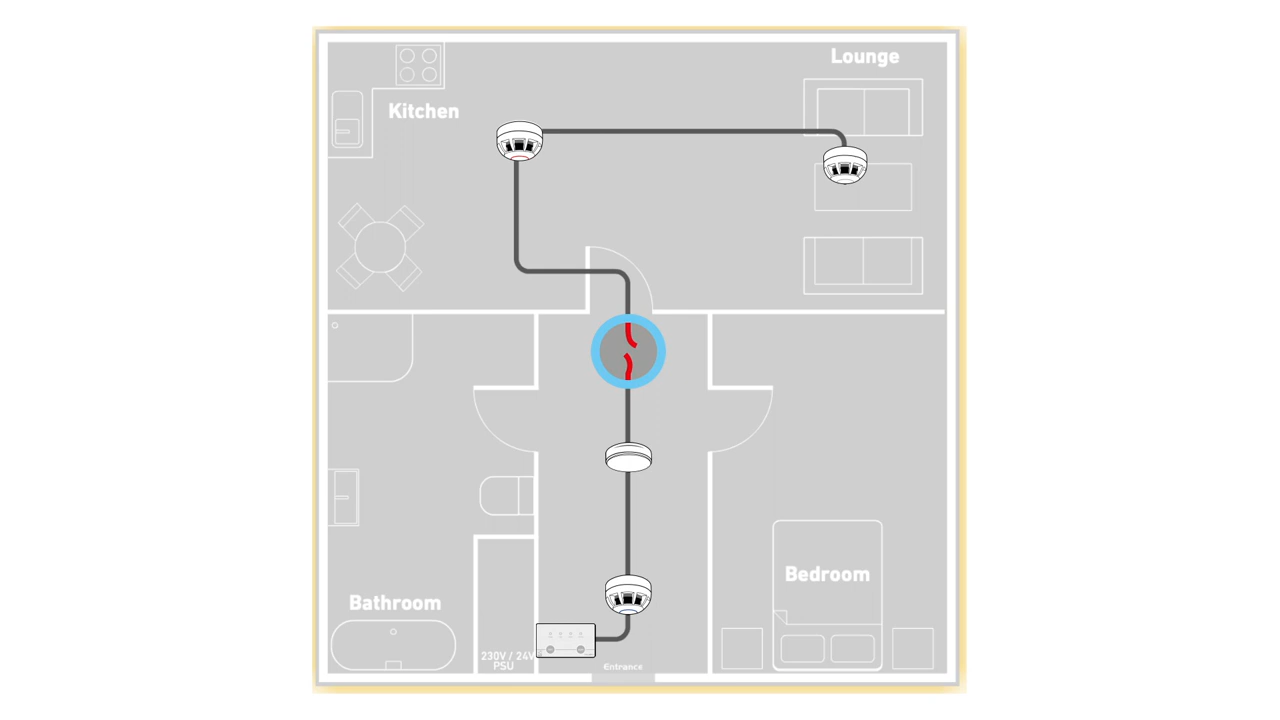 Lounge
Kitchen
Bedroom
Bathroom
230V / 24V
PSU
Entrance